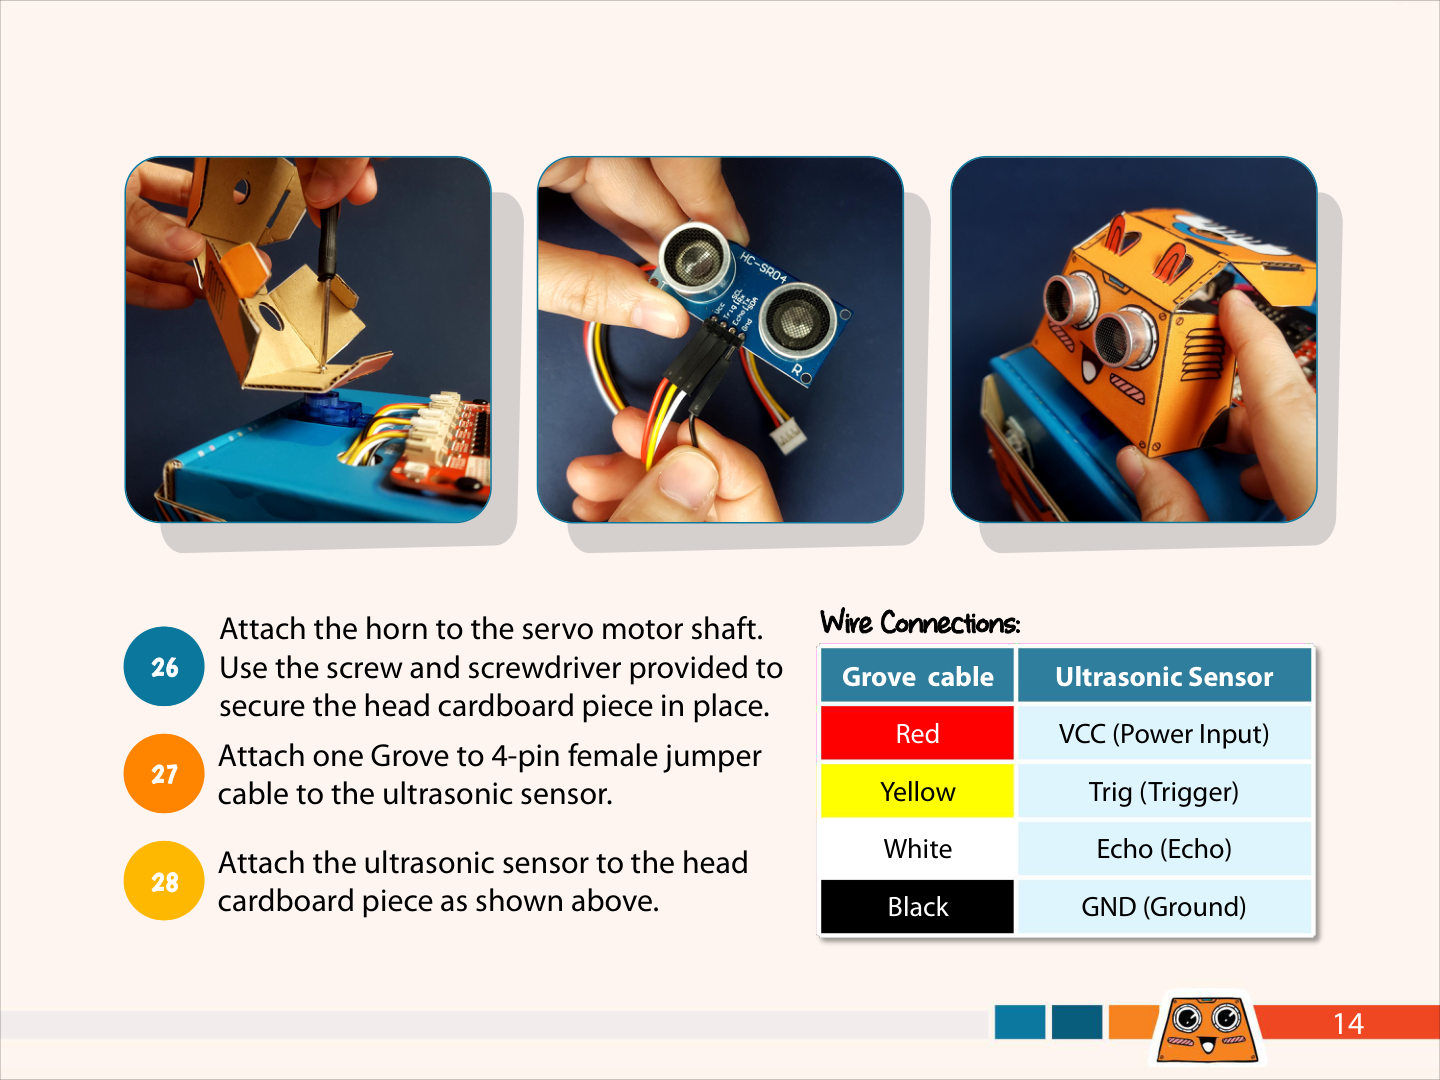 HC-SR04
Vcc
Trig
Echo
Gnd
SCL
SDA
T
R
26
Attach the horn to the servo motor shaft.
Use the screw and screwdriver provided to
secure the head cardboard piece in place.
27
Attach one Grove to 4-pin female jumper
cable to the ultrasonic sensor.
28
Attach the ultrasonic sensor to the head
cardboard piece as shown above.
Wire Connections:
Grove cable Ultrasonic Sensor
Red VCC (Power Input)
Yellow Trig (Trigger)
White Echo (Echo)
Black GND (Ground)
14